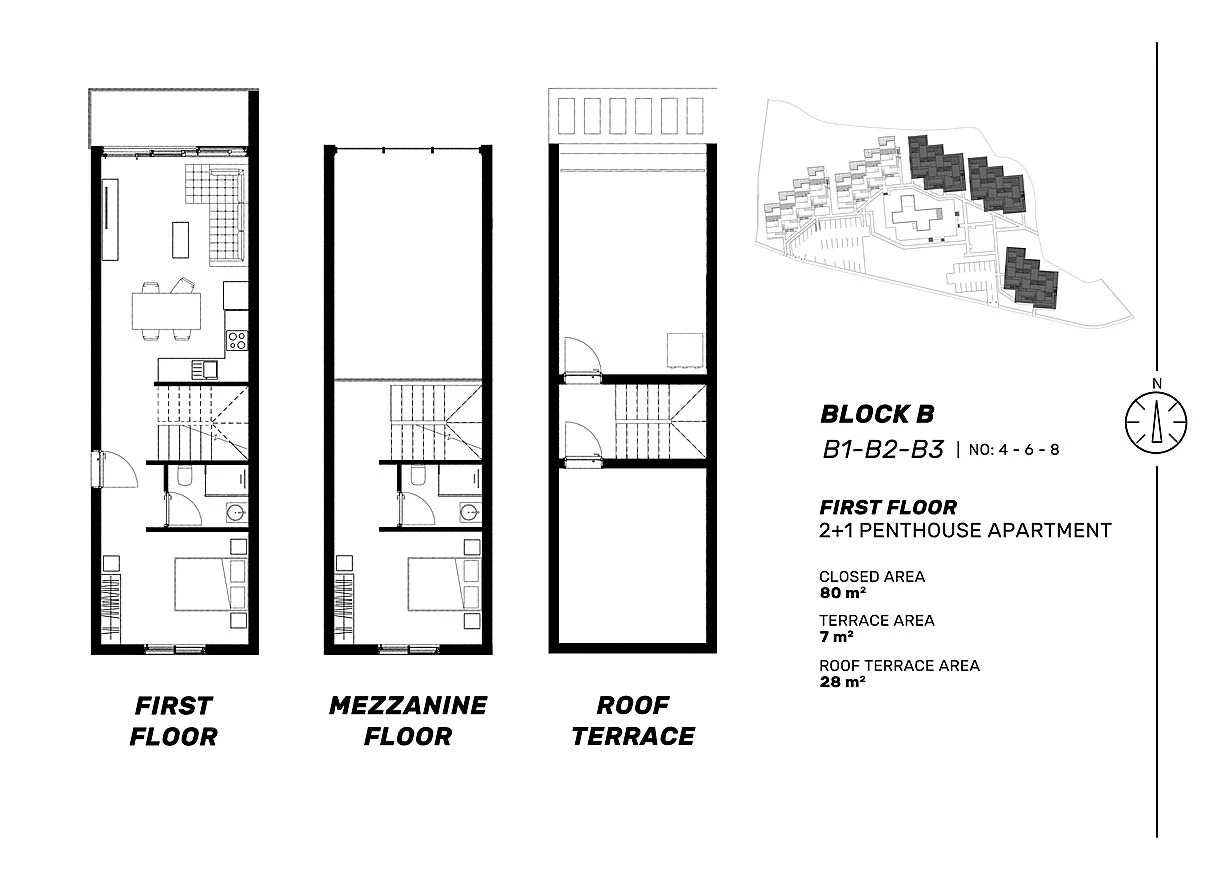 FIRST
FLOOR
MEZZANINE
FLOOR
ROOF
TERRACE
N
BLOCK B
B1-B2-B3 | NO: 4 - 6 - 8
FIRST FLOOR
2+1 PENTHOUSE APARTMENT
CLOSED AREA
80 m²
TERRACE AREA
7 m²
ROOF TERRACE AREA
28 m²